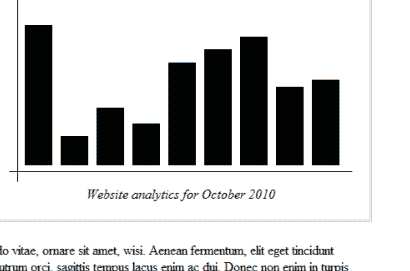 Website analytics for October 2010
do vitae, ornare sit amet, wisi. Aenean fermentum, elit eget tincidunt
utrum orci, sagittis tempus lacus enim ac dui. Donec non enim in turpis